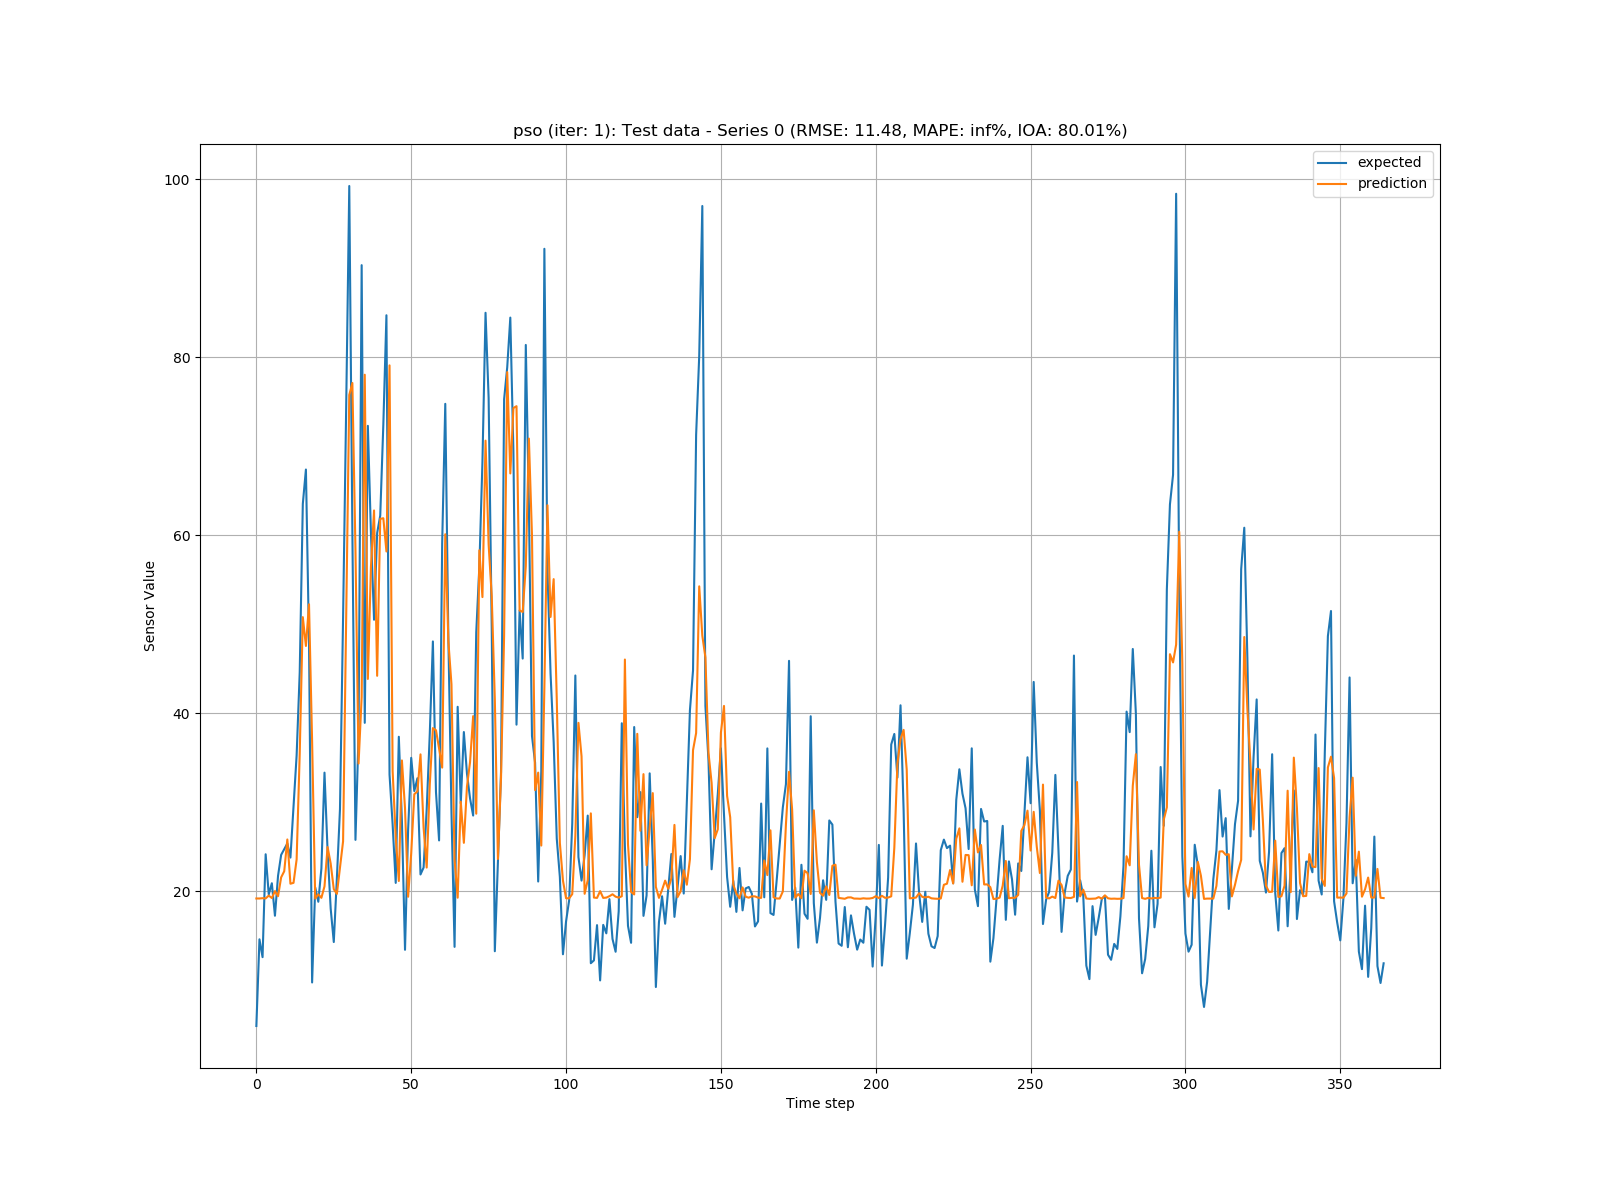 pso (iter: 1): Test data - Series 0 (RMSE: 11.48, MAPE: inf%, IOA: 80.01%)
expected
prediction
100
80
60
40
20
Sensor Value
0 50 100 150 200 250 300 350
Time step